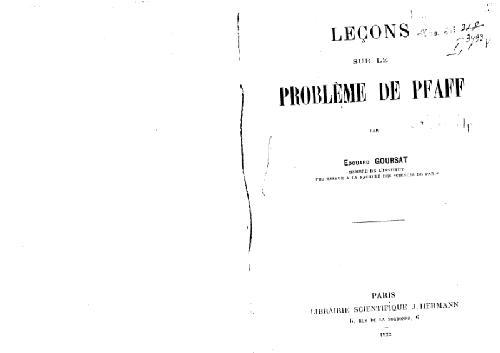 LEÇONS
SUR LE
PROBLÈME DE PFAFF
PAR
EDOUARD GOURSAT
MEMBRE DE L'INSTITUT
PROFESSEUR A LA FACULTÉ DES SCIENCES DE PARIS
PARIS
LIBRAIRIE SCIENTIFIQUE J. HERMANN
6, RUE DE LA SORBONNE, 6
1922